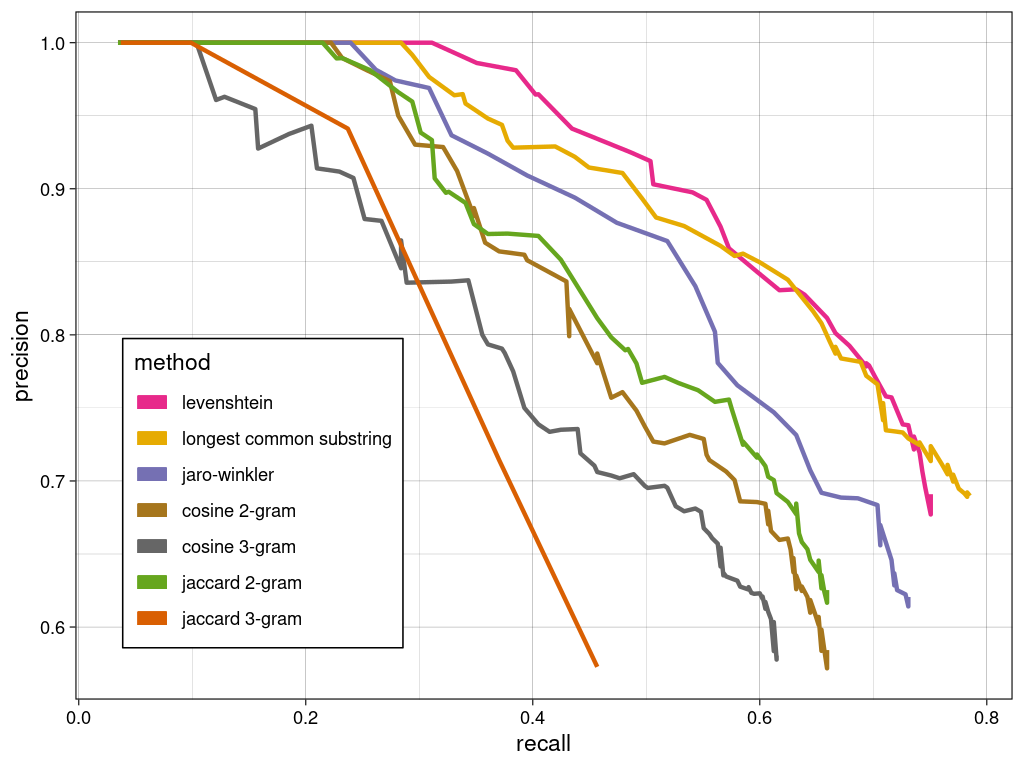 1.0
0.9
0.8
0.7
0.6
precision
method
levenshtein
longest common substring
jaro-winkler
cosine 2-gram
cosine 3-gram
jaccard 2-gram
jaccard 3-gram
0.0 0.2 0.4 0.6 0.8
recall